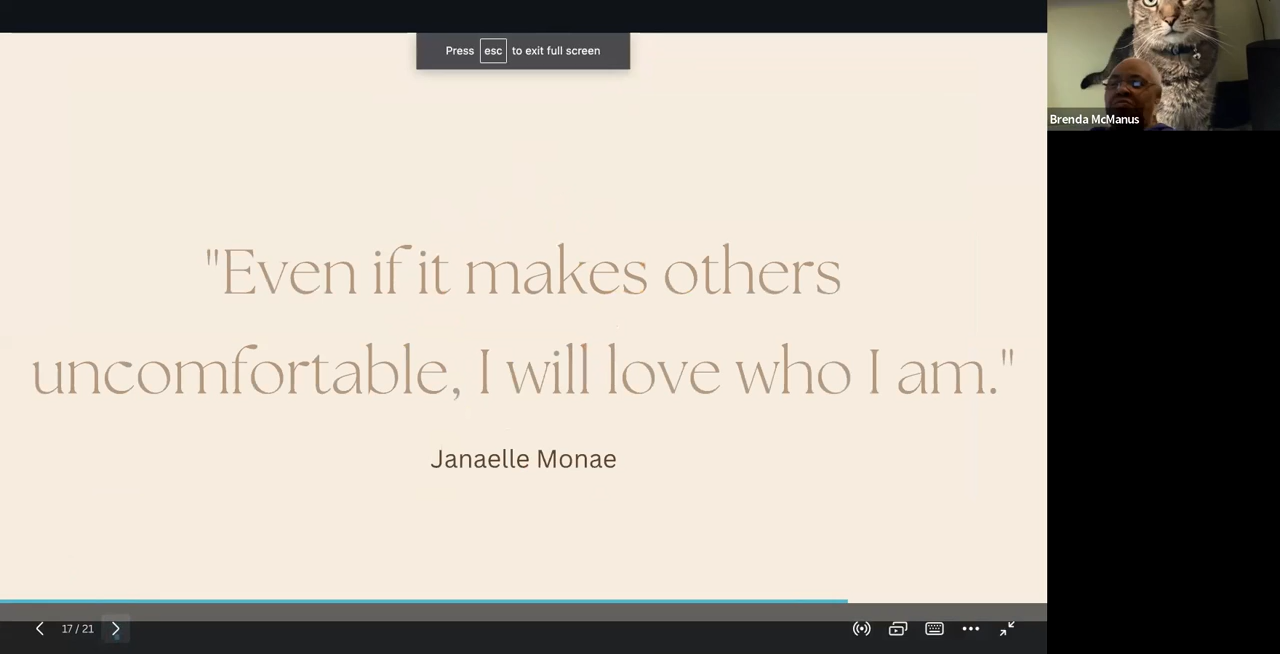 Press esc to exit full screen
Brenda McManus
"Even if it makes others
uncomfortable, I will love who I am."
Janaelle Monae
17 / 21